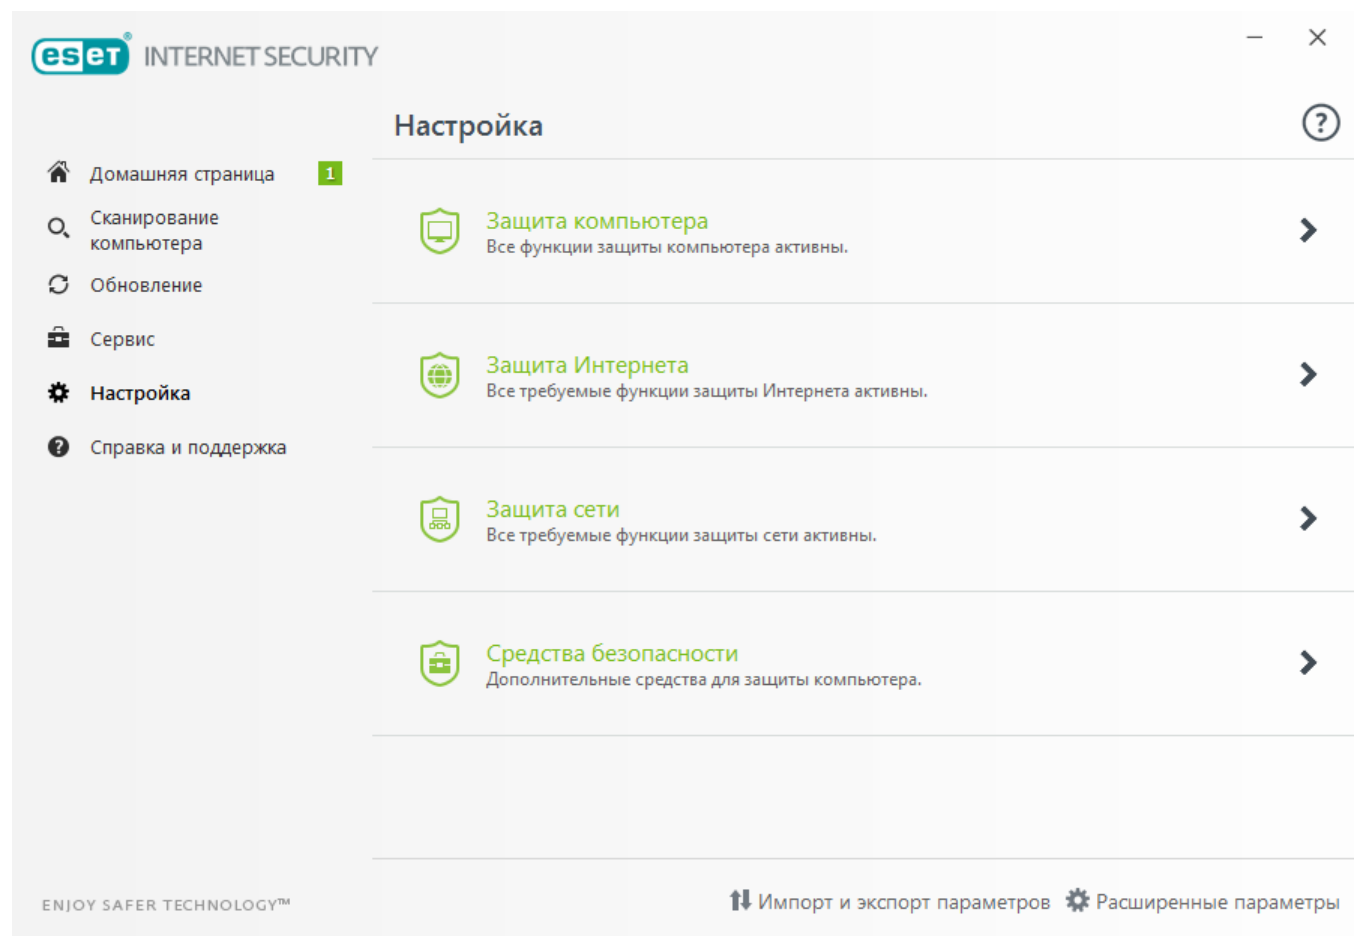 eset® INTERNET SECURITY
Настройка
?
Домашняя страница 1
Сканирование
компьютера
Обновление
Сервис
Настройка
Справка и поддержка
Защита компьютера
Все функции защиты компьютера активны.
Защита Интернета
Все требуемые функции защиты Интернета активны.
Защита сети
Все требуемые функции защиты сети активны.
Средства безопасности
Дополнительные средства для защиты компьютера.
ENJOY SAFER TECHNOLOGY™
Импорт и экспорт параметров Расширенные параметры